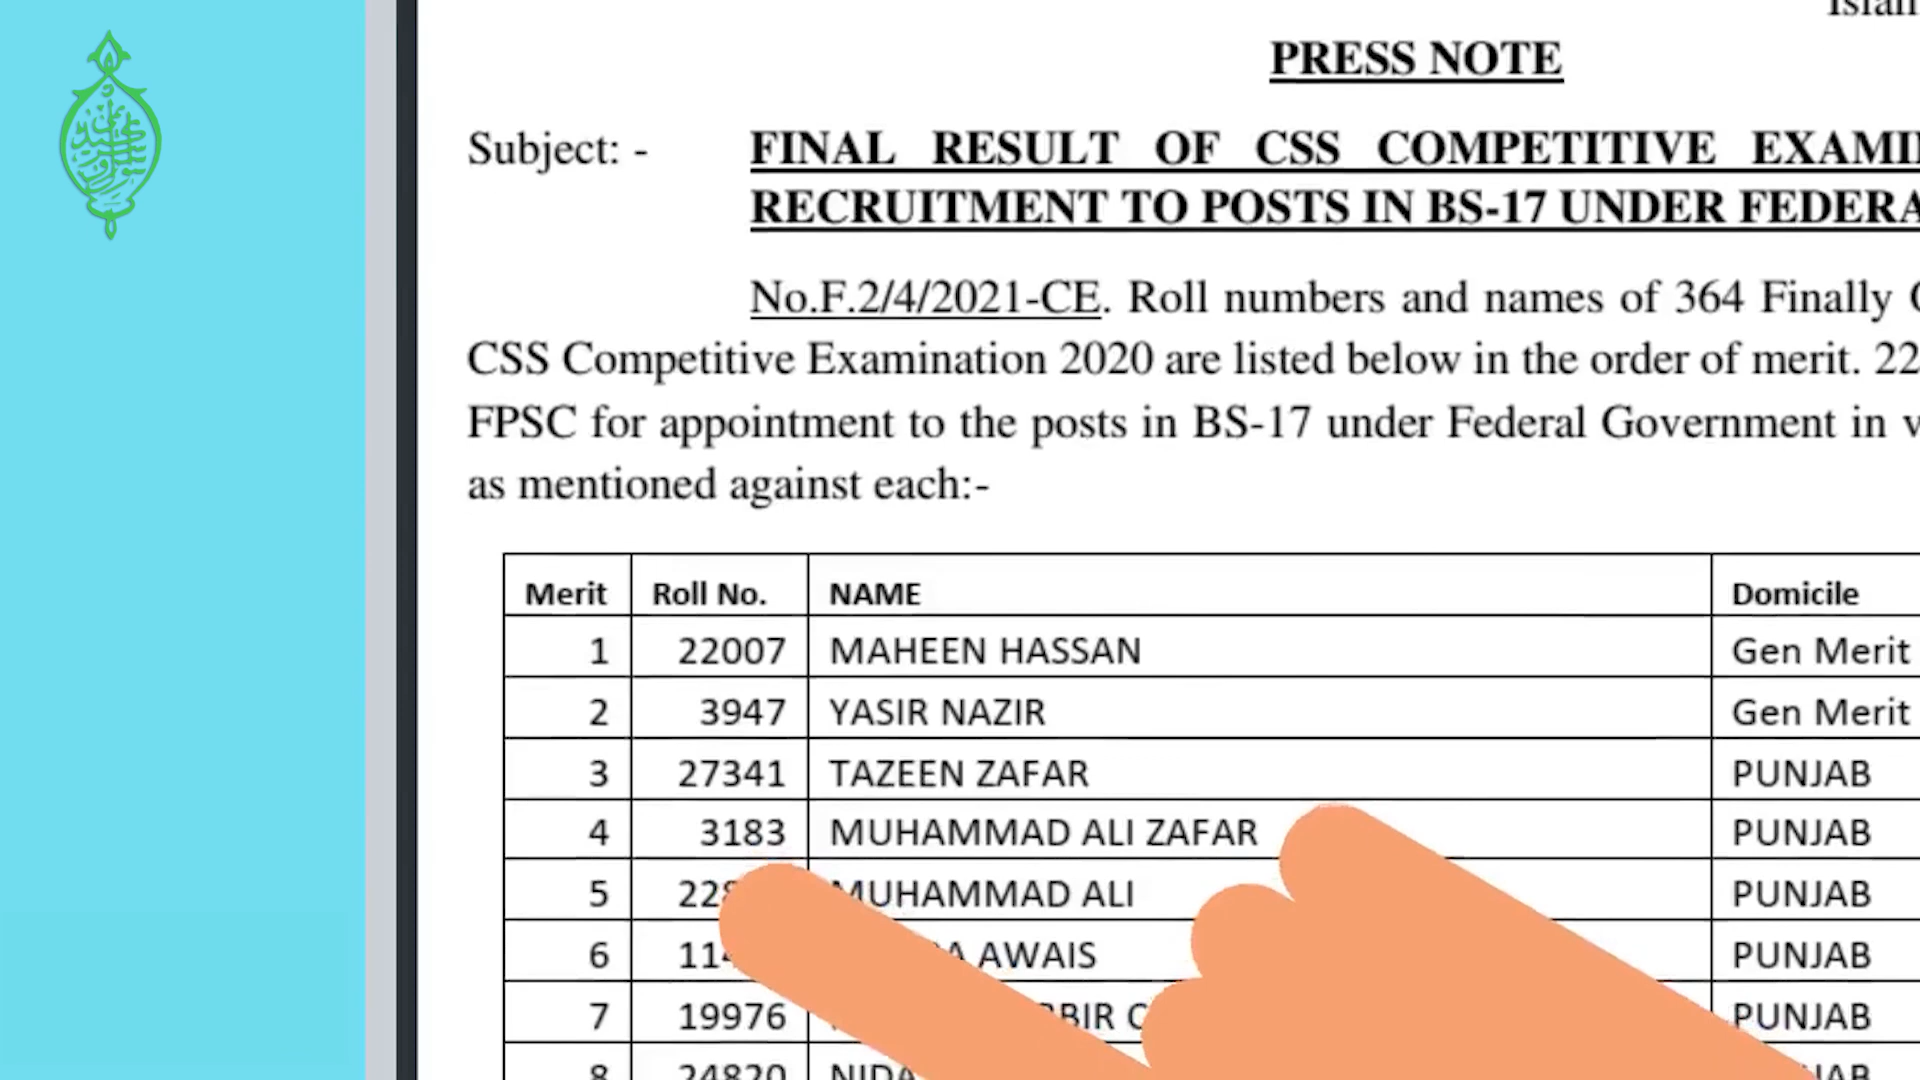 PRESS NOTE
Subject: - FINAL RESULT OF CSS COMPETITIVE
RECRUITMENT TO POSTS IN BS-17 UNDER
No.F.2/4/2021-CE. Roll numbers and names of 364 Finally
CSS Competitive Examination 2020 are listed below in the order of merit.
FPSC for appointment to the posts in BS-17 under Federal Government in
as mentioned against each:-
Merit Roll No. NAME Domicile
1 22007 MAHEEN HASSAN Gen Merit
2 3947 YASIR NAZIR Gen Merit
3 27341 TAZEEN ZAFAR PUNJAB
4 3183 MUHAMMAD ALI ZAFAR PUNJAB
5 MUHAMMAD ALI PUNJAB
6 AWAIS PUNJAB
7 19976 PUNJAB
8 24820